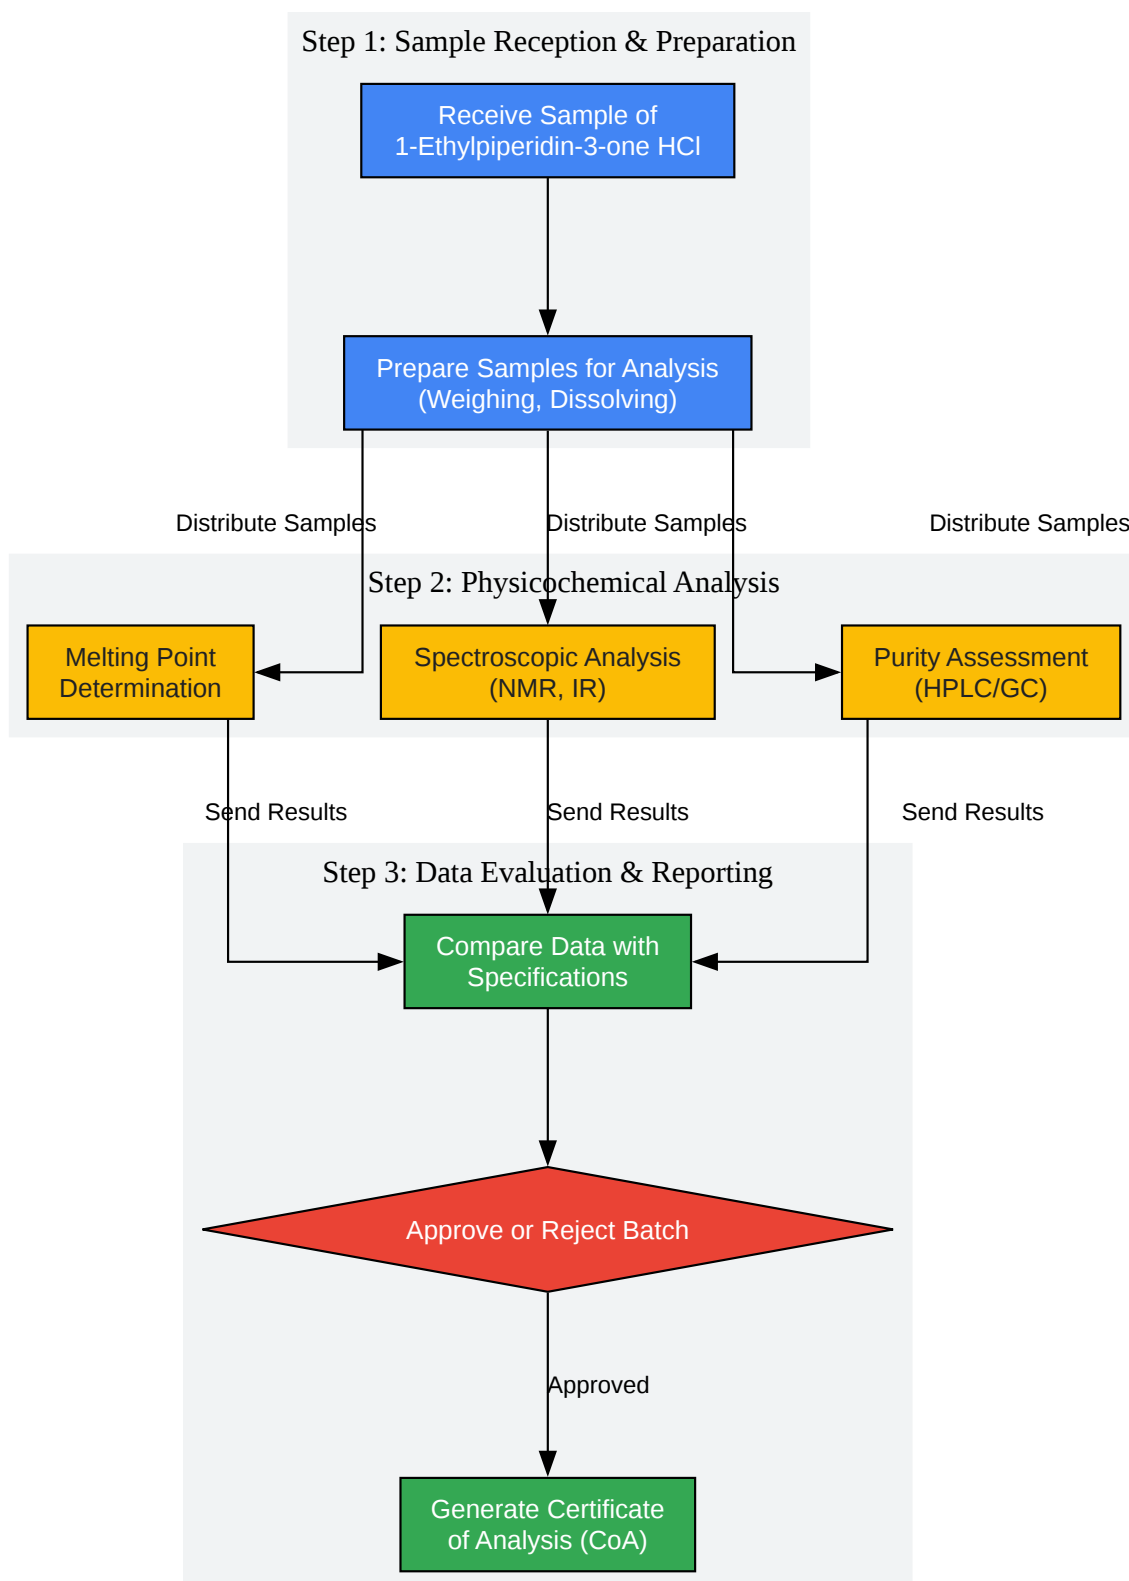 Step 1: Sample Reception & Preparation
Receive Sample of
1-Ethylpiperidin-3-one HCl
Prepare Samples for Analysis
(Weighing, Dissolving)
Distribute Samples
Distribute Samples
Distribute Samples
Step 2: Physicochemical Analysis
Melting Point
Determination
Spectroscopic Analysis
(NMR, IR)
Purity Assessment
(HPLC/GC)
Send Results
Send Results
Send Results
Step 3: Data Evaluation & Reporting
Compare Data with
Specifications
Approve or Reject Batch
Approved
Generate Certificate
of Analysis (CoA)